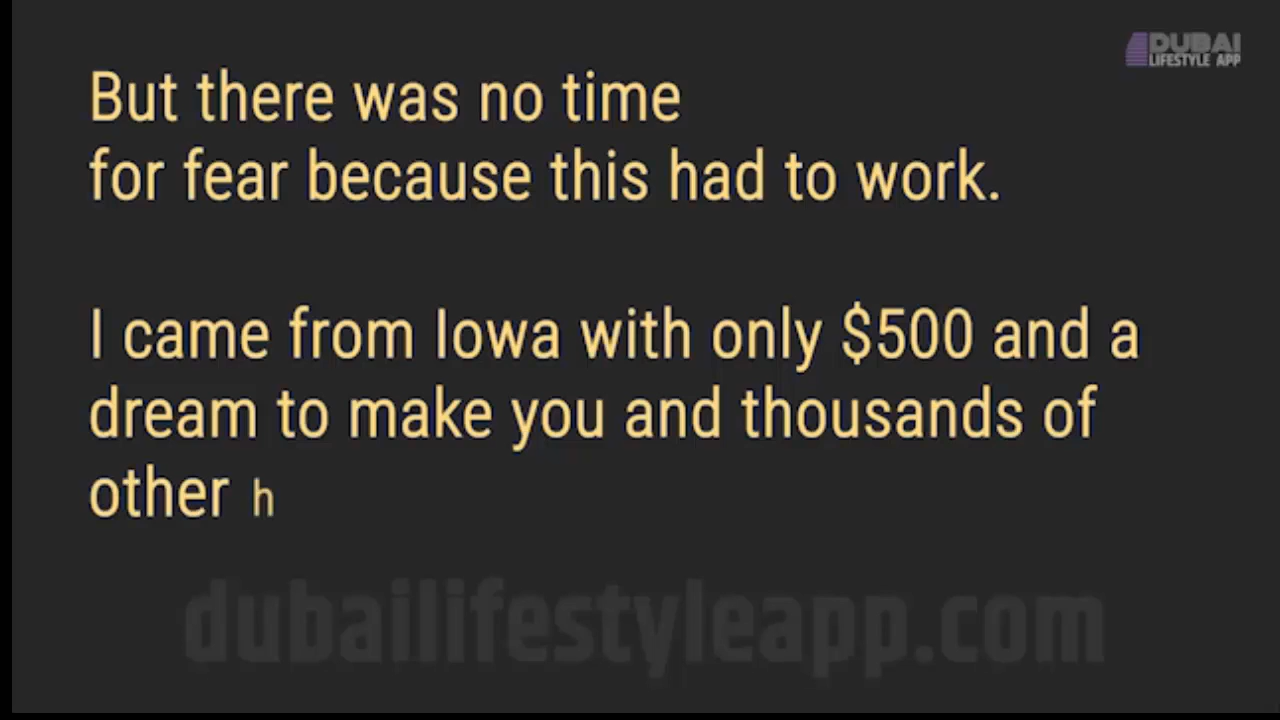 DUBAI
LIFESTYLE APP
But there was no time
for fear because this had to work.
I came from Iowa with only $500 and a
dream to make you and thousands of
other h
dubailifestyleapp.com